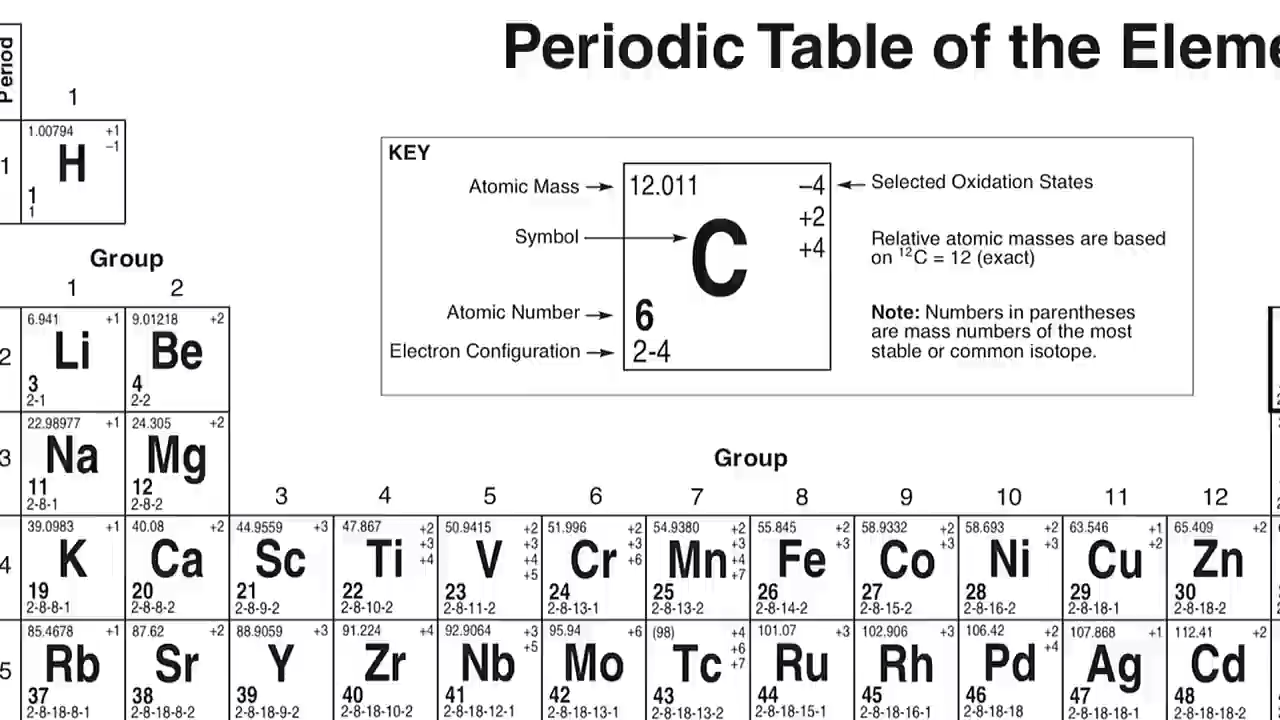 Periodic Table of the Eleme
Period
1
1
1.00794 +1
–1
H
1
1
KEY
Atomic Mass
Symbol
Atomic Number
Electron Configuration
12.011 –4
+2
+4
C
6
2-4
Selected Oxidation States
Relative atomic masses are based
on ¹²C = 12 (exact)
Note: Numbers in parentheses
are mass numbers of the most
stable or common isotope.
Group
1 2
2
6.941 +1
Li
3
2-1
9.01218 +2
Be
4
2-2
3
22.98977 +1
Na
11
2-8-1
24.305 +2
Mg
12
2-8-2
Group
3 4 5 6 7 8 9 10 11 12
4
39.0983 +1
K
19
2-8-8-1
40.08 +2
Ca
20
2-8-8-2
44.9559 +3
Sc
21
2-8-9-2
47.867 +2
+3
+4
Ti
22
2-8-10-2
50.9415 +2
+3
+4
+5
V
23
2-8-11-2
51.996 +2
+3
+6
Cr
24
2-8-13-1
54.9380 +2
+3
+4
+7
Mn
25
2-8-13-2
55.845 +2
+3
Fe
26
2-8-14-2
58.9332 +2
+3
Co
27
2-8-15-2
58.693 +2
+3
Ni
28
2-8-16-2
63.546 +1
+2
Cu
29
2-8-18-1
65.409 +2
Zn
30
2-8-18-2
5
85.4678 +1
Rb
37
2-8-18-8-1
87.62 +2
Sr
38
2-8-18-8-2
88.9059 +3
Y
39
2-8-18-9-2
91.224 +4
Zr
40
2-8-18-10-2
92.9064 +3
+5
Nb
41
2-8-18-12-1
95.94 +6
Mo
42
2-8-18-13-1
(98) +4
+6
+7
Tc
43
2-8-18-13-2
101.07 +3
Ru
44
2-8-18-15-1
102.906 +3
Rh
45
2-8-18-16-1
106.42 +2
+4
Pd
46
2-8-18-18
107.868 +1
Ag
47
2-8-18-18-1
112.41 +2
Cd
48
2-8-18-18-2